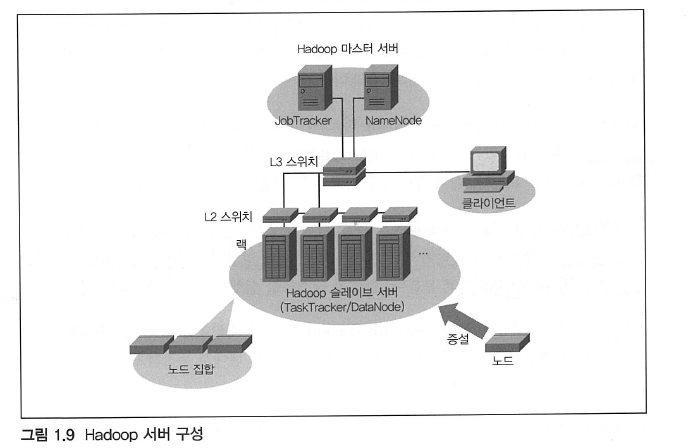 Hadoop 마스터 서버
JobTracker
NameNode
L3 스위치
클라이언트
L2 스위치
랙
...
Hadoop 슬레이브 서버
(TaskTracker/DataNode)
증설
노드
노드 집합
그림 1.9 Hadoop 서버 구성